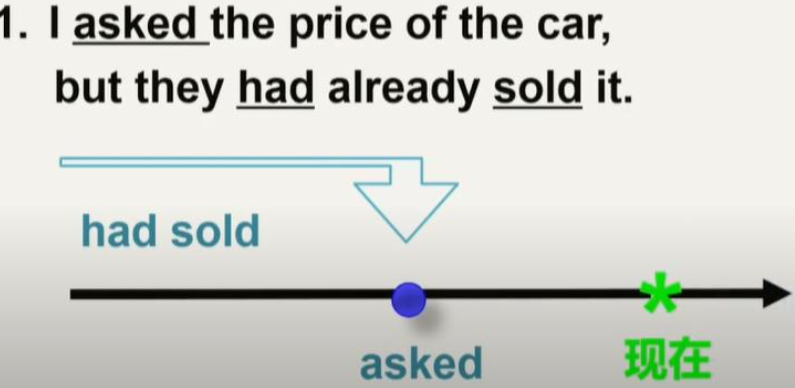 1. I asked the price of the car,
but they had already sold it.
had sold
asked
现在